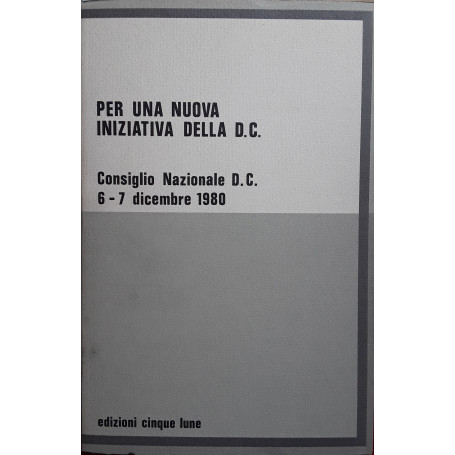 PER UNA NUOVA
INIZIATIVA DELLA D.C.
Consiglio Nazionale D.C.
6-7 dicembre 1980
edizioni cinque lune